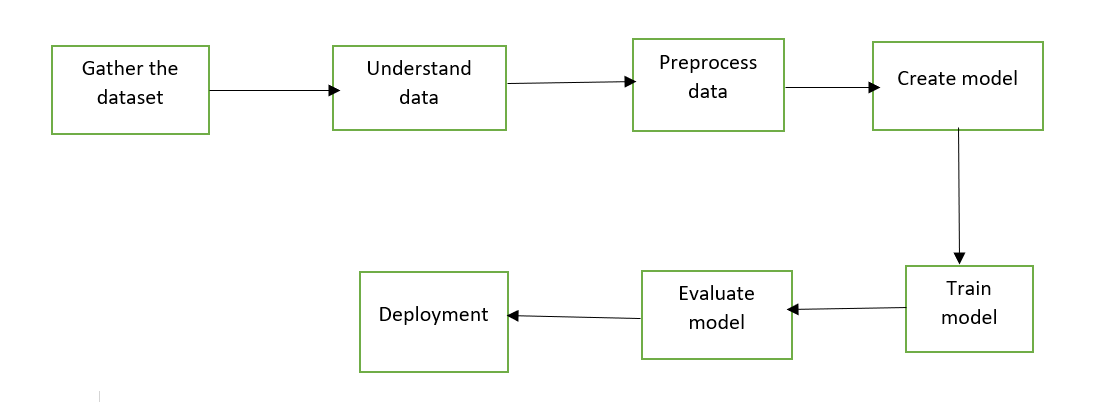 Gather the
dataset
Understand
data
Preprocess
data
Create model
Train
model
Evaluate
model
Deployment